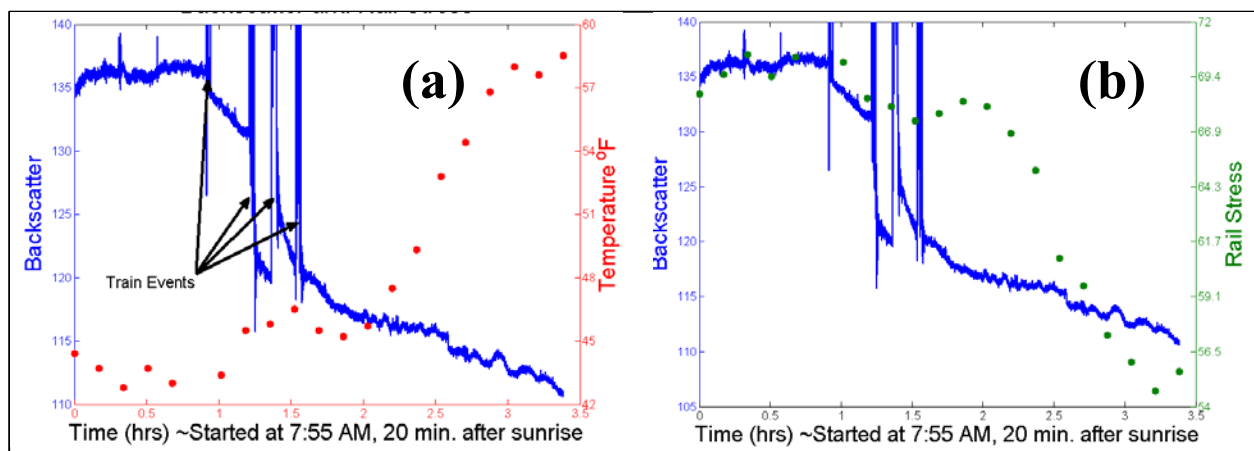 140
135
130
125
120
115
110
Backscatter
(a)
Train Events
60
57
54
51
48
45
42
Temperature ºF
0 0.5 1 1.5 2 2.5 3 3.5
Time (hrs) ~Started at 7:55 AM, 20 min. after sunrise
140
135
130
125
120
115
110
105
Backscatter
(b)
72
69.4
66.9
64.3
61.7
59.1
56.5
54
Rail Stress
0 0.5 1 1.5 2 2.5 3 3.5
Time (hrs) ~Started at 7:55 AM, 20 min. after sunrise